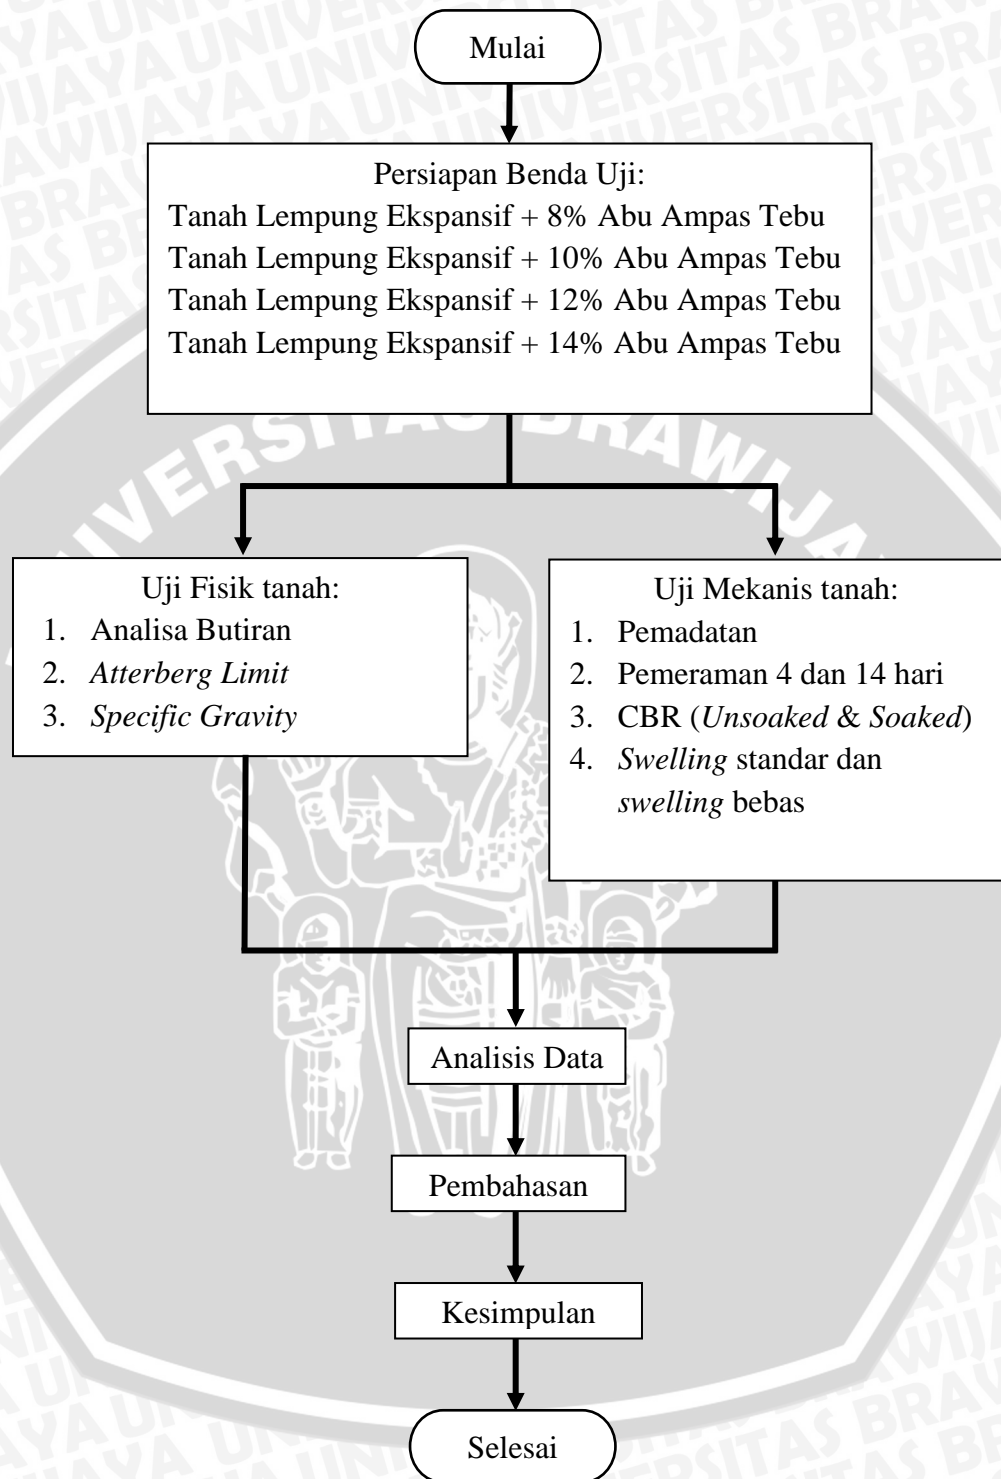 Mulai
Persiapan Benda Uji:
Tanah Lempung Ekspansif + 8% Abu Ampas Tebu
Tanah Lempung Ekspansif + 10% Abu Ampas Tebu
Tanah Lempung Ekspansif + 12% Abu Ampas Tebu
Tanah Lempung Ekspansif + 14% Abu Ampas Tebu
Uji Fisik tanah:
1. Analisa Butiran
2. Atterberg Limit
3. Specific Gravity
Uji Mekanis tanah:
1. Pemadatan
2. Pemeraman 4 dan 14 hari
3. CBR (Unsoaked & Soaked)
4. Swelling standar dan
swelling bebas
Analisis Data
Pembahasan
Kesimpulan
Selesai